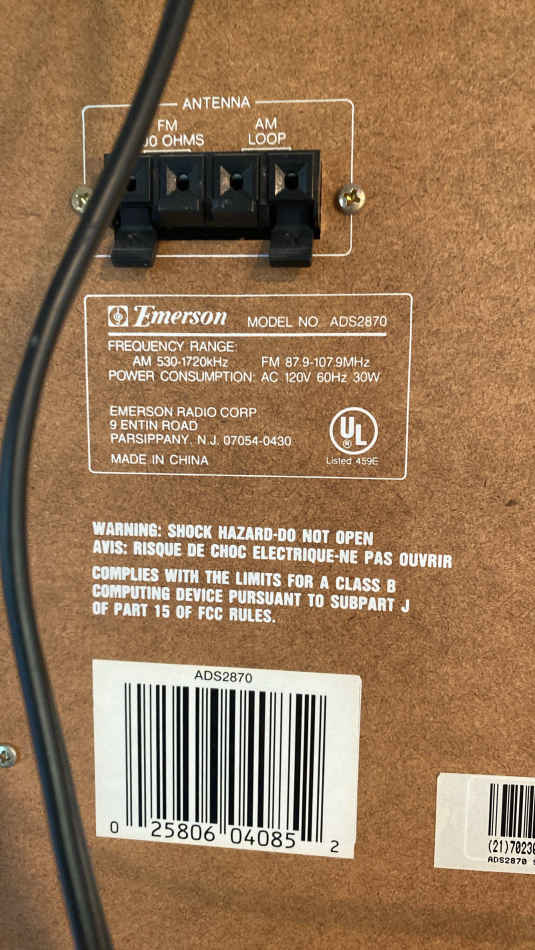 ANTENNA
FM
OHMS
AM
LOOP
Emerson MODEL NO. ADS2870
FREQUENCY RANGE:
AM 530-1720kHz FM 87.9-107.9MHz
POWER CONSUMPTION: AC 120V 60Hz 30W
EMERSON RADIO CORP
9 ENTIN ROAD
PARSIPPANY. N.J. 07054-0430
MADE IN CHINA
UL
®
Listed 459E
WARNING: SHOCK HAZARD-DO NOT OPEN
AVIS: RISQUE DE CHOC ELECTRIQUE-NE PAS OUVRIR
COMPLIES WITH THE LIMITS FOR A CLASS B
COMPUTING DEVICE PURSUANT TO SUBPART J
OF PART 15 OF FCC RULES.
ADS2870
0 25806 04085 2
(21)7023
ADS2870